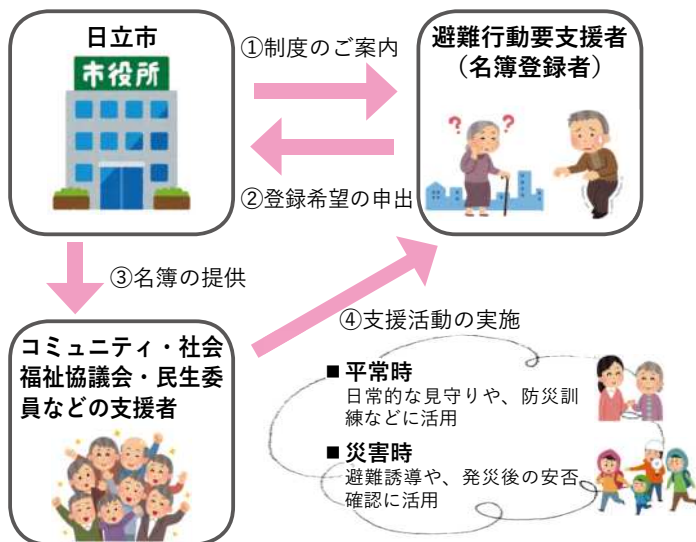 日立市
市役所
①制度のご案内
避難行動要支援者
（名簿登録者）
?
?
②登録希望の申出
③名簿の提供
コミュニティ・社会
福祉協議会・民生委
員などの支援者
④支援活動の実施
■平常時
日常的な見守りや、防災訓
練などに活用
■災害時
避難誘導や、発災後の安否
確認に活用